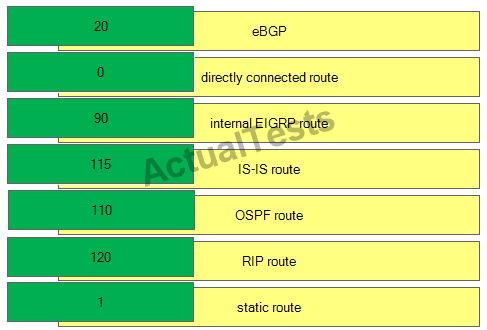 20 eBGP
0 directly connected route
90 internal EIGRP route
115 IS-IS route
110 OSPF route
120 RIP route
1 static route
ActualTests